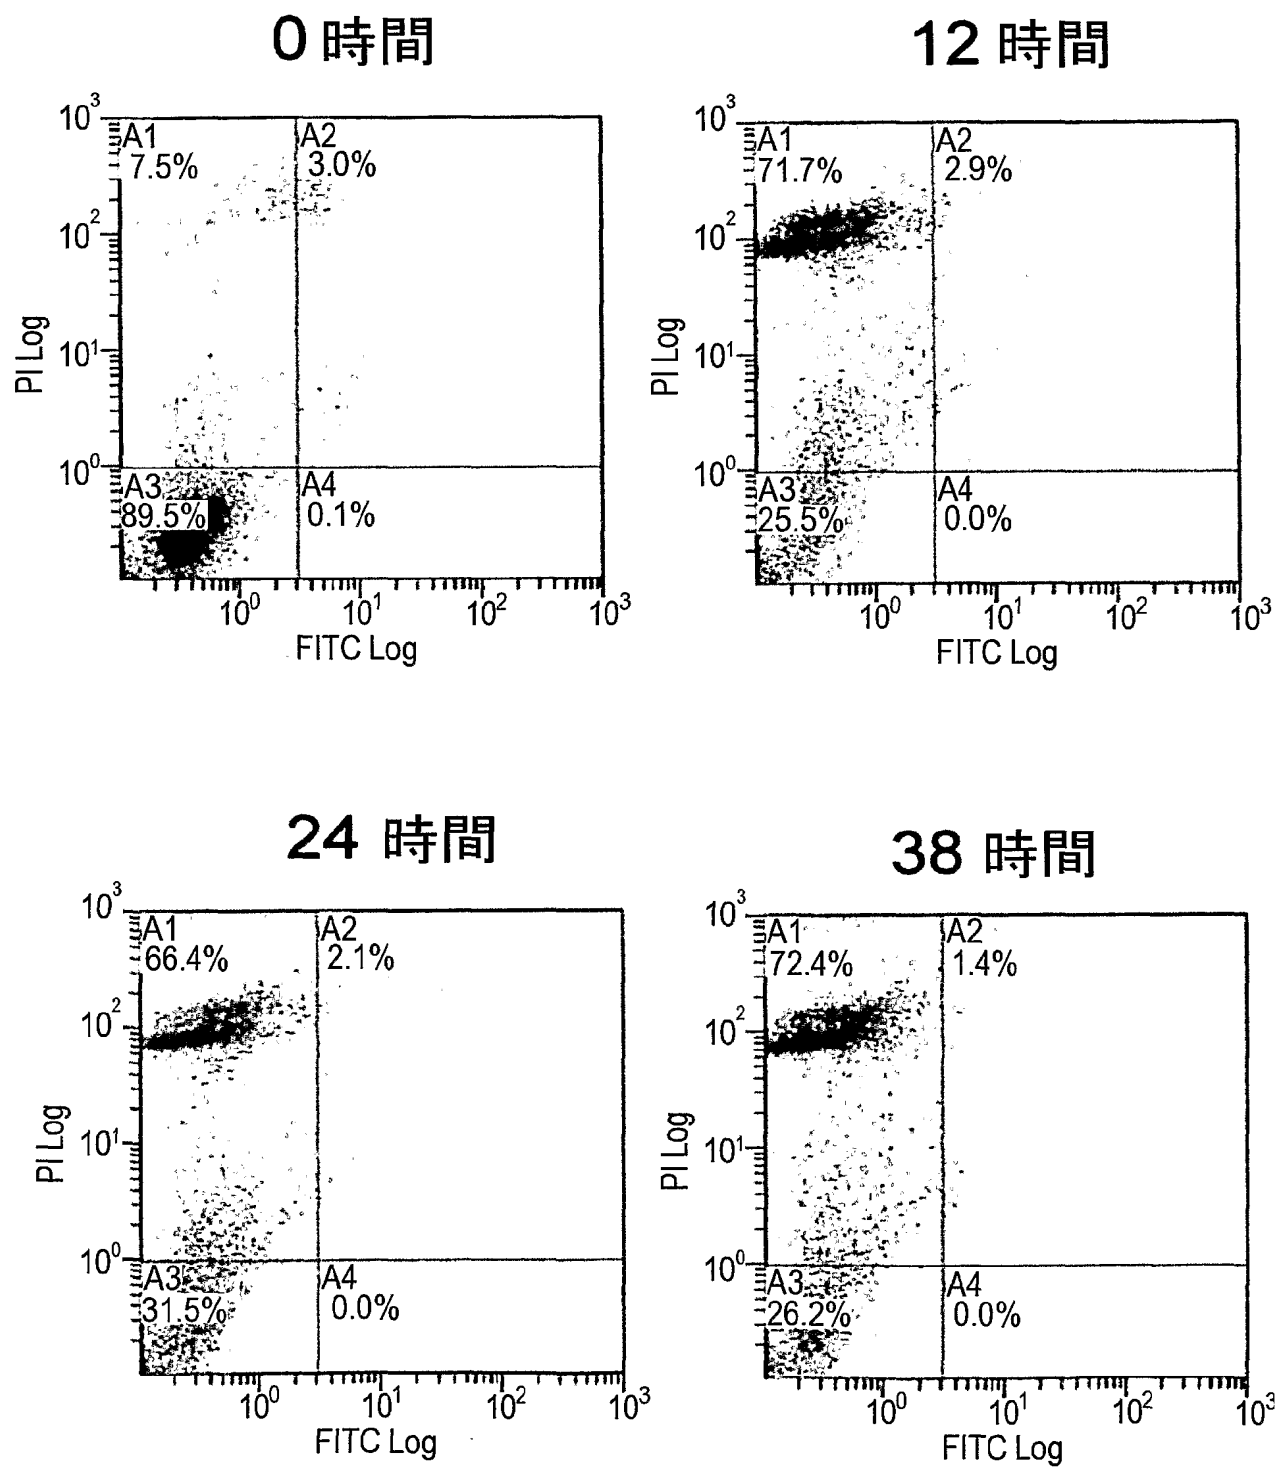 0 時間
10³
A1
7.5%
A2
3.0%
10²
PI Log
10¹
10⁰
A3
89.5%
A4
0.1%
10⁰ 10¹ 10² 10³
FITC Log
12 時間
10³
A1
71.7%
A2
2.9%
10²
PI Log
10¹
10⁰
A3
25.5%
A4
0.0%
10⁰ 10¹ 10² 10³
FITC Log
24 時間
10³
A1
66.4%
A2
2.1%
10²
PI Log
10¹
10⁰
A3
31.5%
A4
0.0%
10⁰ 10¹ 10² 10³
FITC Log
38 時間
10³
A1
72.4%
A2
1.4%
10²
PI Log
10¹
10⁰
A3
26.2%
A4
0.0%
10⁰ 10¹ 10² 10³
FITC Log